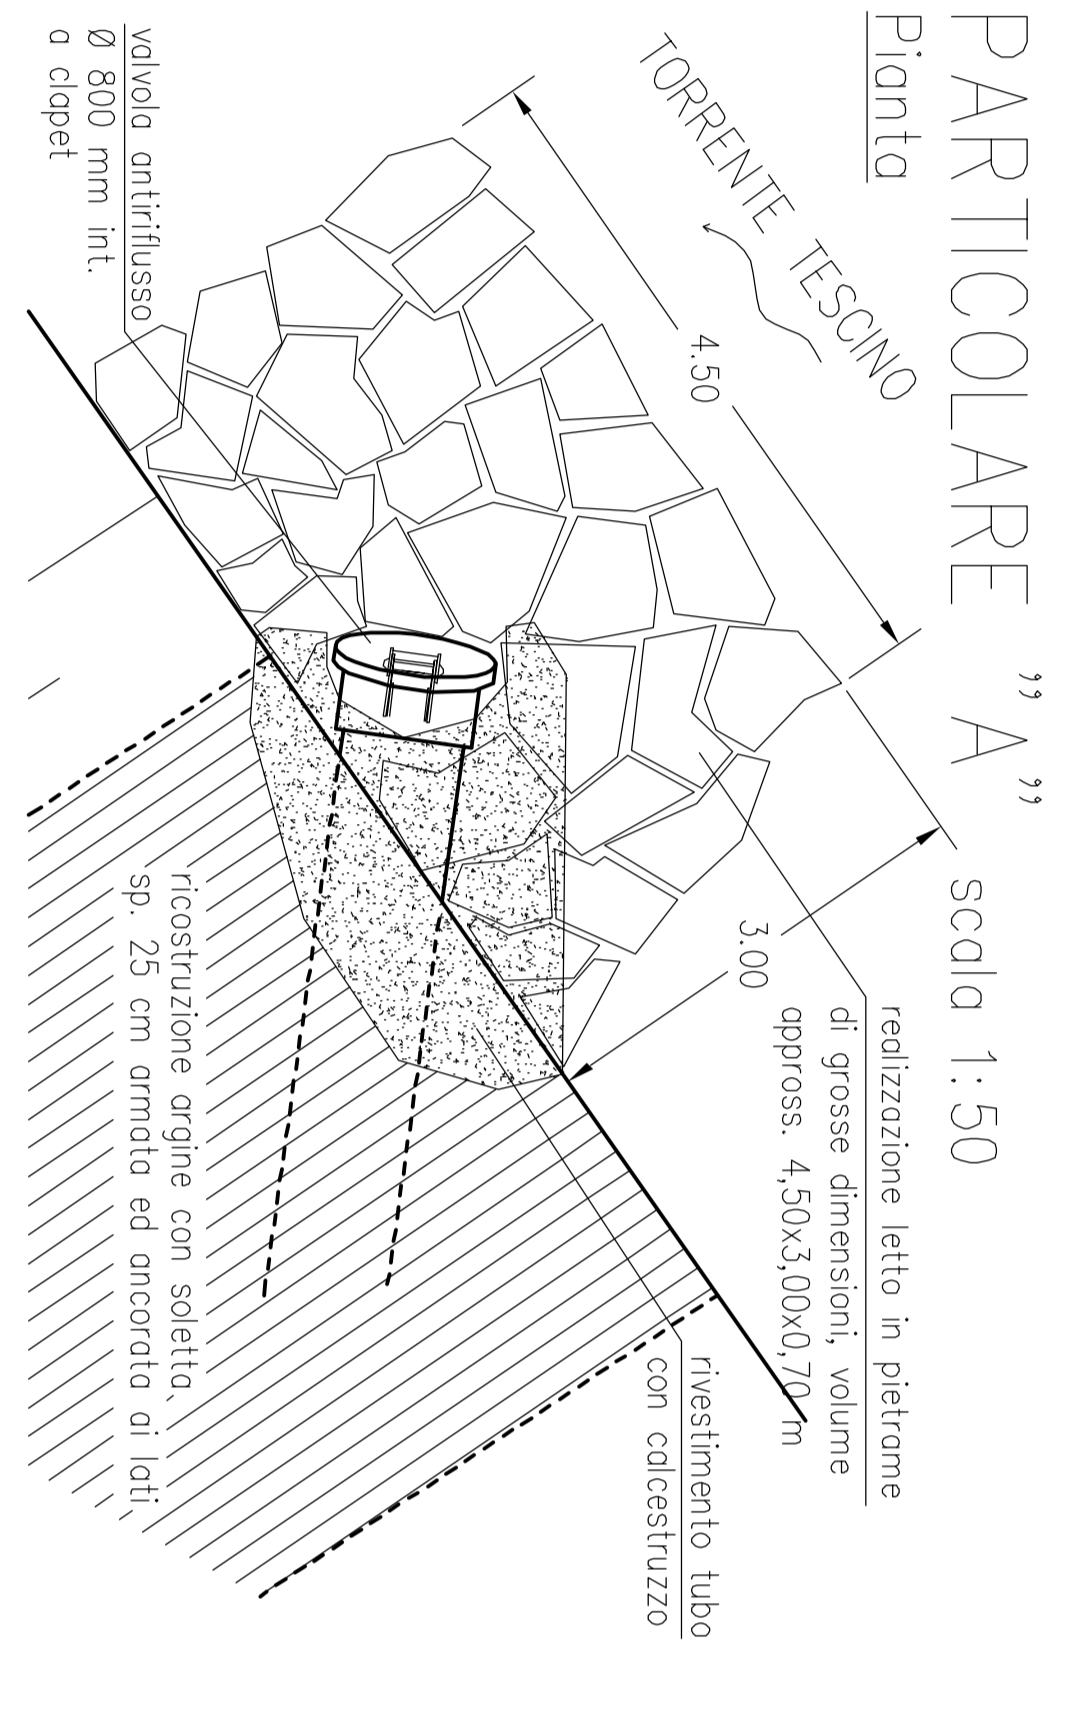 PARTICOLARE " A " scala 1:50
Pianta
TORRENTE TESCINO
4.50
3.00
realizzazione letto in pietrame
di grosse dimensioni, volume
appross. 4,50x3,00x0,70 m
rivestimento tubo
con calcestruzzo
ricostruzione argine con soletta
sp. 25 cm armata ed ancorata ai lati
valvola antiriflusso
Ø 800 mm int.
a clapet